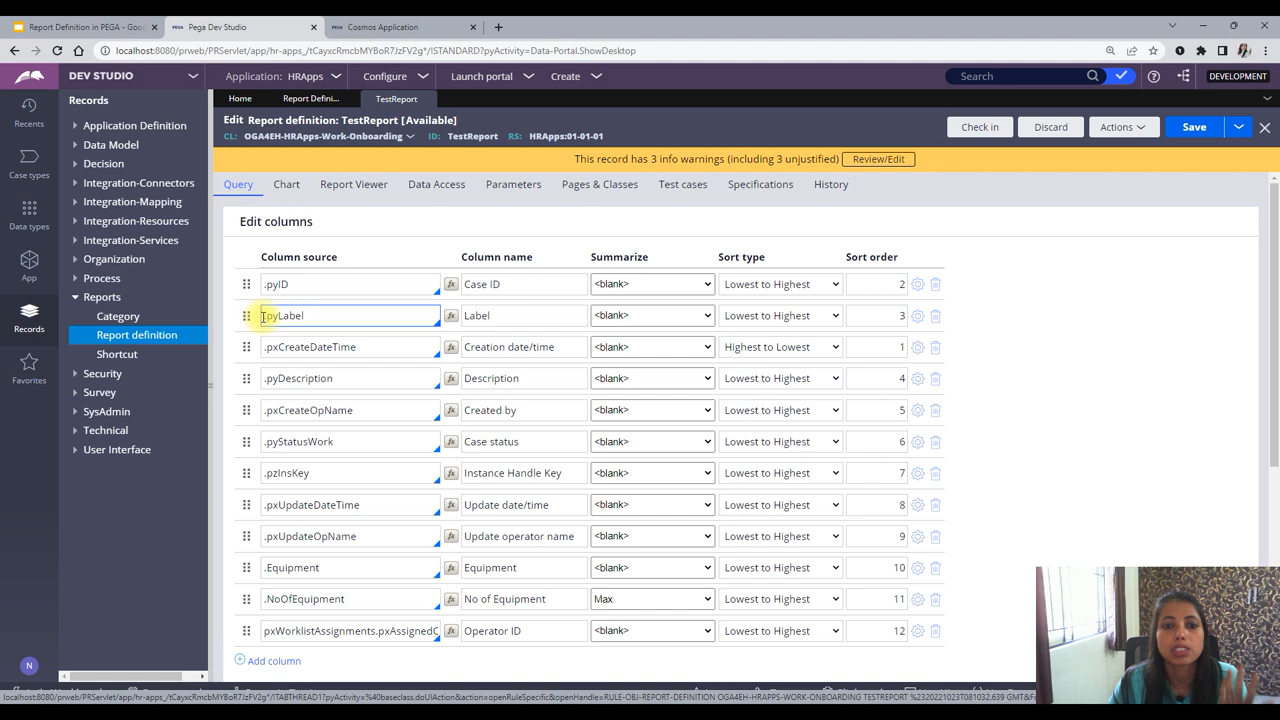 Report Definition in PEGA - Goo
Pega Dev Studio
Cosmos Application
localhost:8080/prweb/PRServlet/app/hr-apps_/tCayxcRmcbMYBoR7JzFV2g*/!STANDARD?pyActivity=Data-Portal.ShowDesktop
DEV STUDIO
Application: HRApps
Configure
Launch portal
Create
Search
DEVELOPMENT
Recents
Case types
Data types
App
Records
Favorites
N
Records
Application Definition
Data Model
Decision
Integration-Connectors
Integration-Mapping
Integration-Resources
Integration-Services
Organization
Process
Reports
Category
Report definition
Shortcut
Security
Survey
SysAdmin
Technical
User Interface
Home
Report Defini...
TestReport
Edit Report definition: TestReport [Available]
CL: OGA4EH-HRApps-Work-Onboarding ID: TestReport RS: HRApps:01-01-01
Check in
Discard
Actions
Save
This record has 3 info warnings (including 3 unjustified)
Review/Edit
Query
Chart
Report Viewer
Data Access
Parameters
Pages & Classes
Test cases
Specifications
History
Edit columns
Column source Column name Summarize Sort type Sort order
.pyID Case ID <blank> Lowest to Highest 2
.pyLabel Label <blank> Lowest to Highest 3
.pxCreateDateTime Creation date/time <blank> Highest to Lowest 1
.pyDescription Description <blank> Lowest to Highest 4
.pxCreateOpName Created by <blank> Lowest to Highest 5
.pyStatusWork Case status <blank> Lowest to Highest 6
.pzInsKey Instance Handle Key <blank> Lowest to Highest 7
.pxUpdateDateTime Update date/time <blank> Lowest to Highest 8
.pxUpdateOpName Update operator name <blank> Lowest to Highest 9
.Equipment Equipment <blank> Lowest to Highest 10
.NoOfEquipment No of Equipment Max Lowest to Highest 11
pxWorklistAssignments.pxAssignedO Operator ID <blank> Lowest to Highest 12
Add column